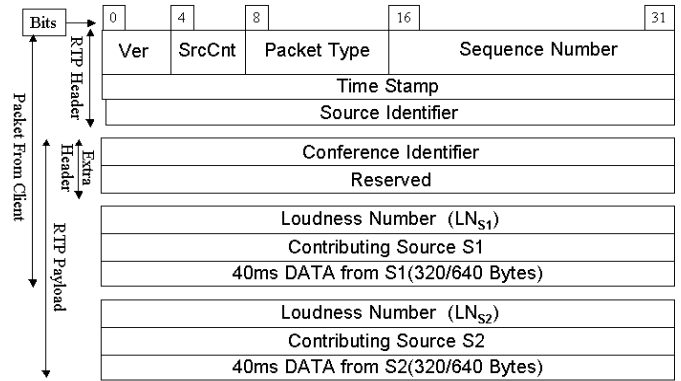 Bits 0 4 8 16 31
Ver SrcCnt Packet Type Sequence Number
Time Stamp
Source Identifier
RTP Header
Packet From Client
Conference Identifier
Reserved
Extra
Header
RTP Payload
Loudness Number (LNS1)
Contributing Source S1
40ms DATA from S1(320/640 Bytes)
Loudness Number (LNS2)
Contributing Source S2
40ms DATA from S2(320/640 Bytes)